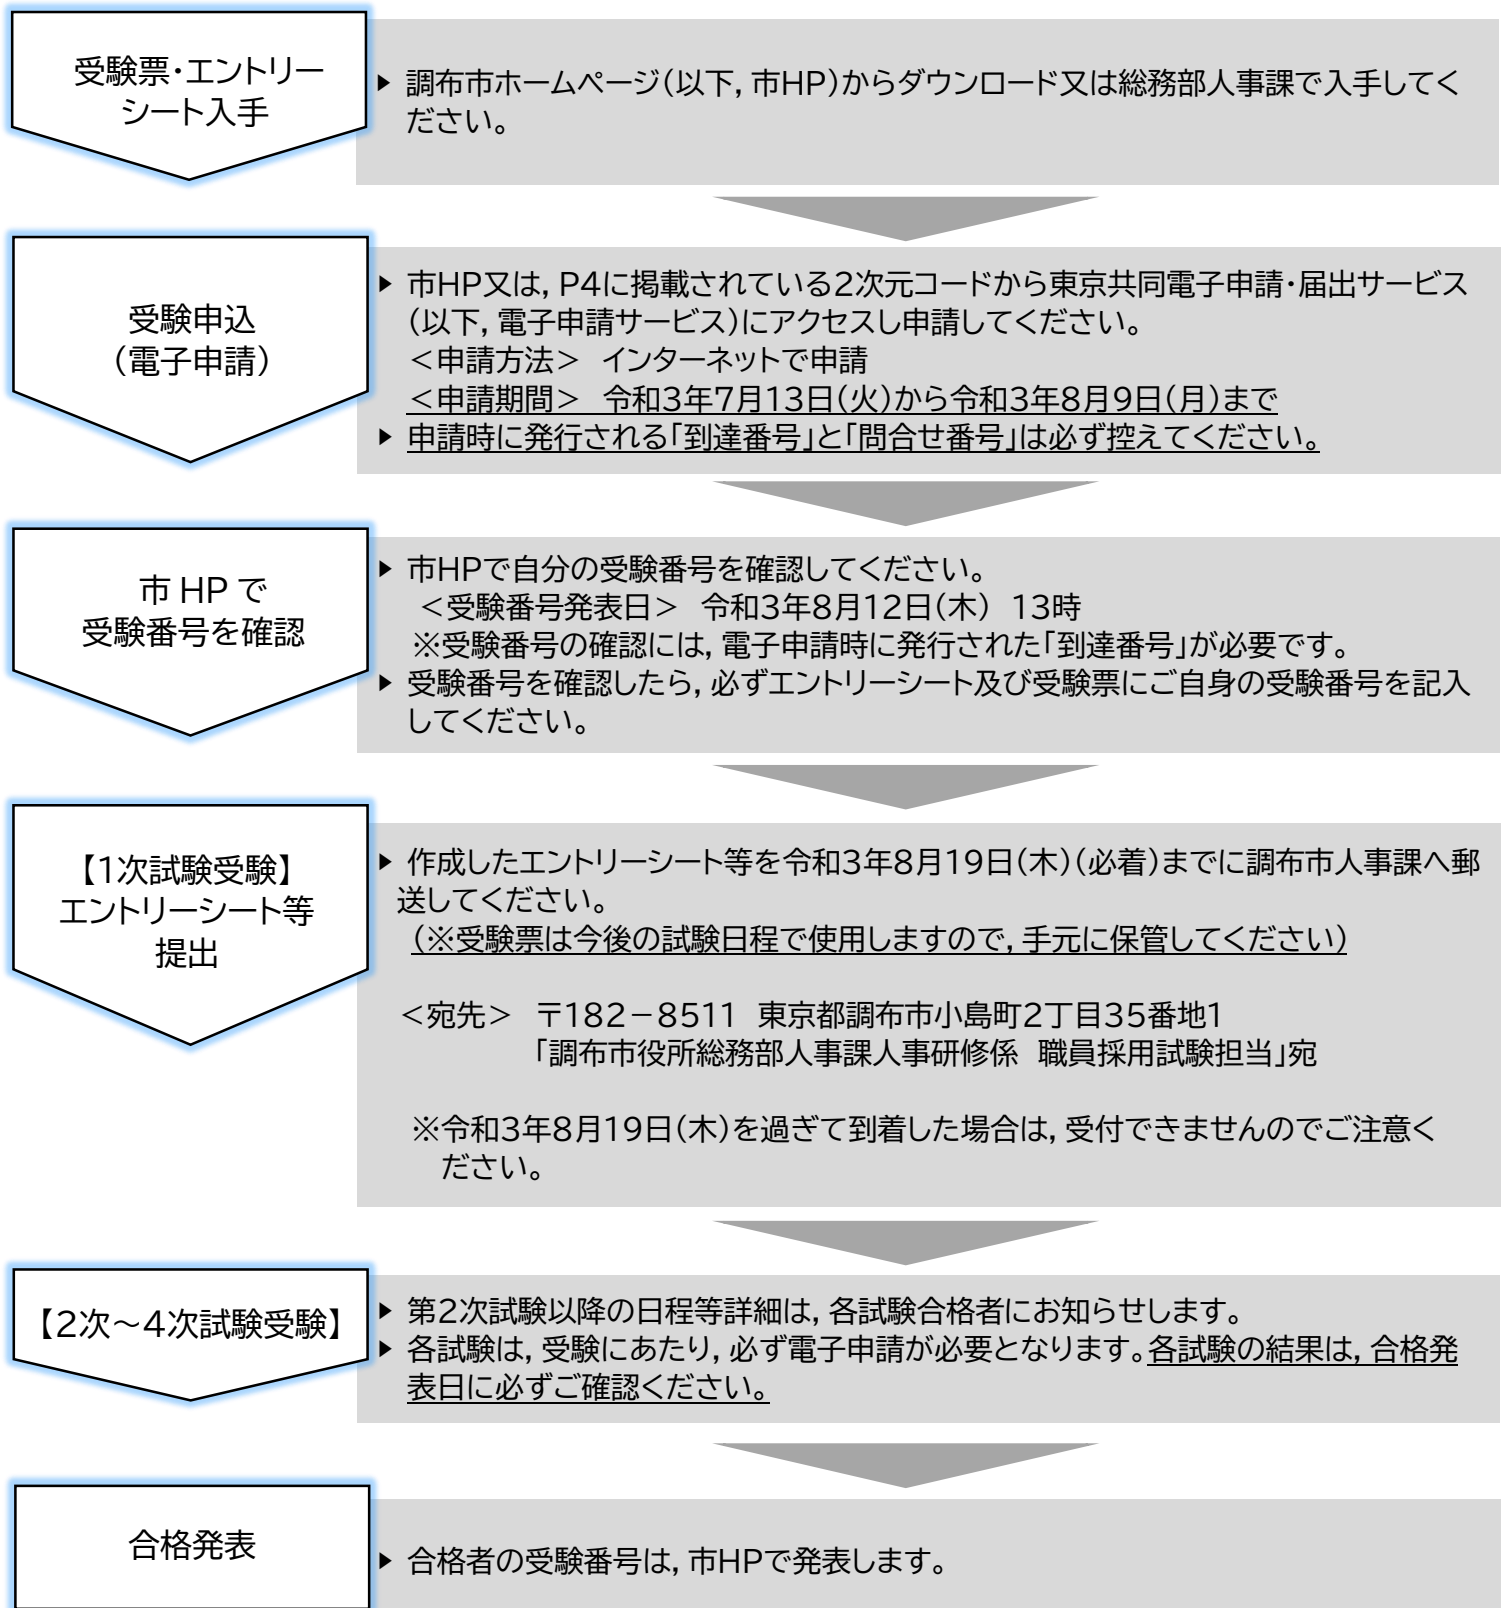 受験票・エントリー
シート入手
▶ 調布市ホームページ（以下，市HP）からダウンロード又は総務部人事課で入手してく
ださい。
受験申込
（電子申請）
▶ 市HP又は，P4に掲載されている2次元コードから東京共同電子申請・届出サービス
（以下，電子申請サービス）にアクセスし申請してください。
＜申請方法＞　インターネットで申請
＜申請期間＞　令和3年7月13日（火）から令和3年8月9日（月）まで
▶ 申請時に発行される「到達番号」と「問合せ番号」は必ず控えてください。
市 HP で
受験番号を確認
▶ 市HPで自分の受験番号を確認してください。
＜受験番号発表日＞　令和3年8月12日（木）　13時
※受験番号の確認には，電子申請時に発行された「到達番号」が必要です。
▶ 受験番号を確認したら，必ずエントリーシート及び受験票にご自身の受験番号を記入
してください。
【1次試験受験】
エントリーシート等
提出
▶ 作成したエントリーシート等を令和3年8月19日（木）（必着）までに調布市人事課へ郵
送してください。
（※受験票は今後の試験日程で使用しますので，手元に保管してください）
＜宛先＞　〒182－8511　東京都調布市小島町2丁目35番地1
「調布市役所総務部人事課人事研修係　職員採用試験担当」宛
※令和3年8月19日（木）を過ぎて到着した場合は，受付できませんのでご注意く
ださい。
【2次～4次試験受験】
▶ 第2次試験以降の日程等詳細は，各試験合格者にお知らせします。
▶ 各試験は，受験にあたり，必ず電子申請が必要となります。各試験の結果は，合格発
表日に必ずご確認ください。
合格発表
▶ 合格者の受験番号は，市HPで発表します。